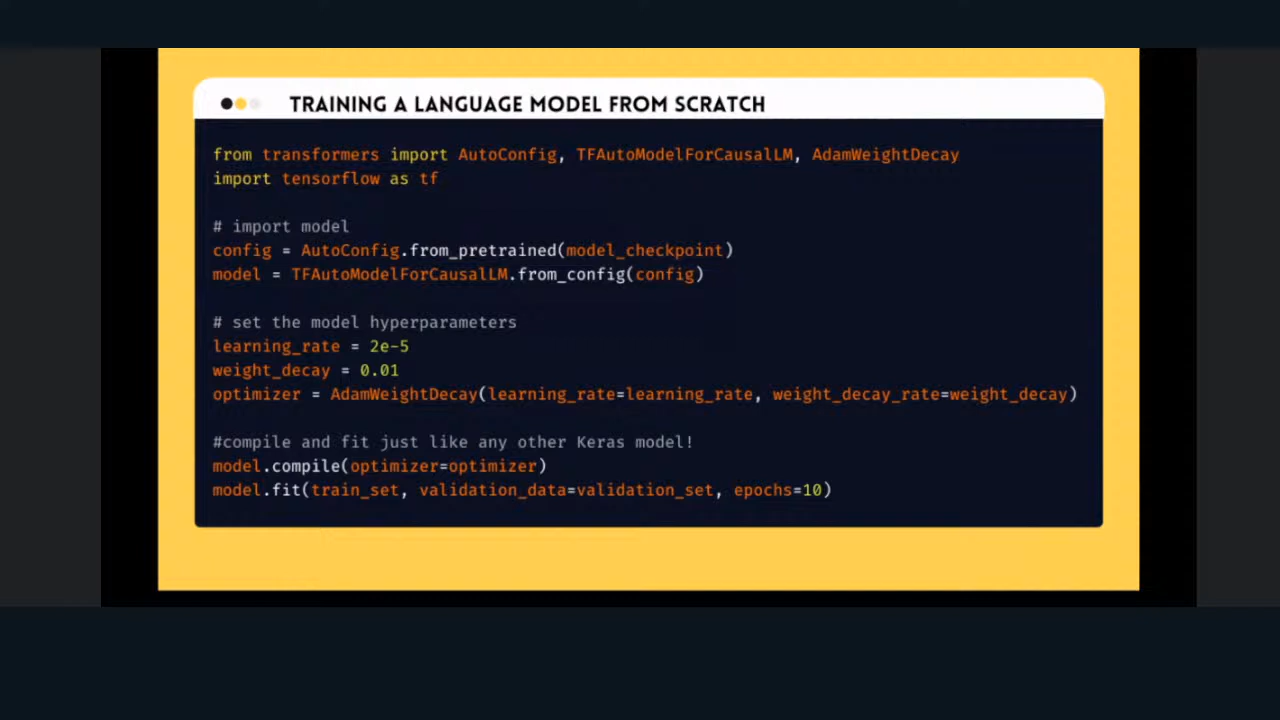 TRAINING A LANGUAGE MODEL FROM SCRATCH
from transformers import AutoConfig, TFAutoModelForCausalLM, AdamWeightDecay
import tensorflow as tf
# import model
config = AutoConfig.from_pretrained(model_checkpoint)
model = TFAutoModelForCausalLM.from_config(config)
# set the model hyperparameters
learning_rate = 2e-5
weight_decay = 0.01
optimizer = AdamWeightDecay(learning_rate=learning_rate, weight_decay_rate=weight_decay)
#compile and fit just like any other Keras model!
model.compile(optimizer=optimizer)
model.fit(train_set, validation_data=validation_set, epochs=10)